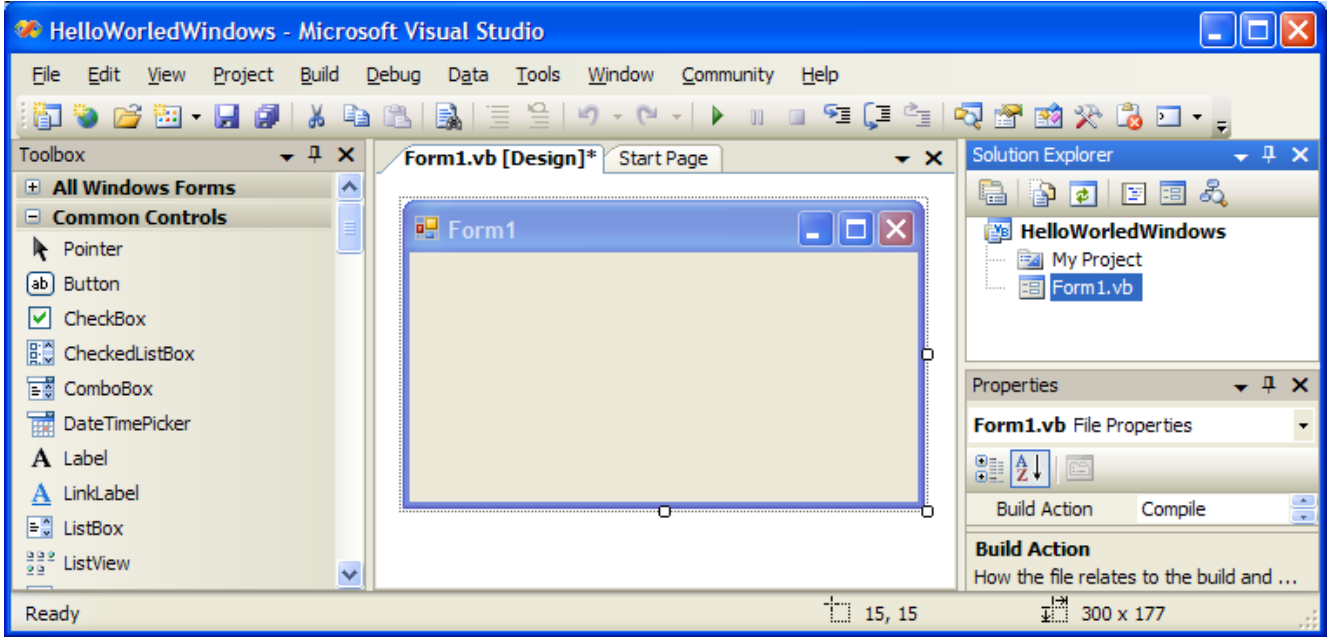 HelloWorledWindows - Microsoft Visual Studio
File Edit View Project Build Debug Data Tools Window Community Help
Toolbox
All Windows Forms
Common Controls
Pointer
ab Button
CheckBox
CheckedListBox
ComboBox
DateTimePicker
A Label
A LinkLabel
ListBox
ListView
Form1.vb [Design]* Start Page
Form1
Solution Explorer
VB HelloWorledWindows
My Project
Form1.vb
Properties
Form1.vb File Properties
A Z
Build Action Compile
Build Action
How the file relates to the build and ...
Ready 15, 15 300 x 177